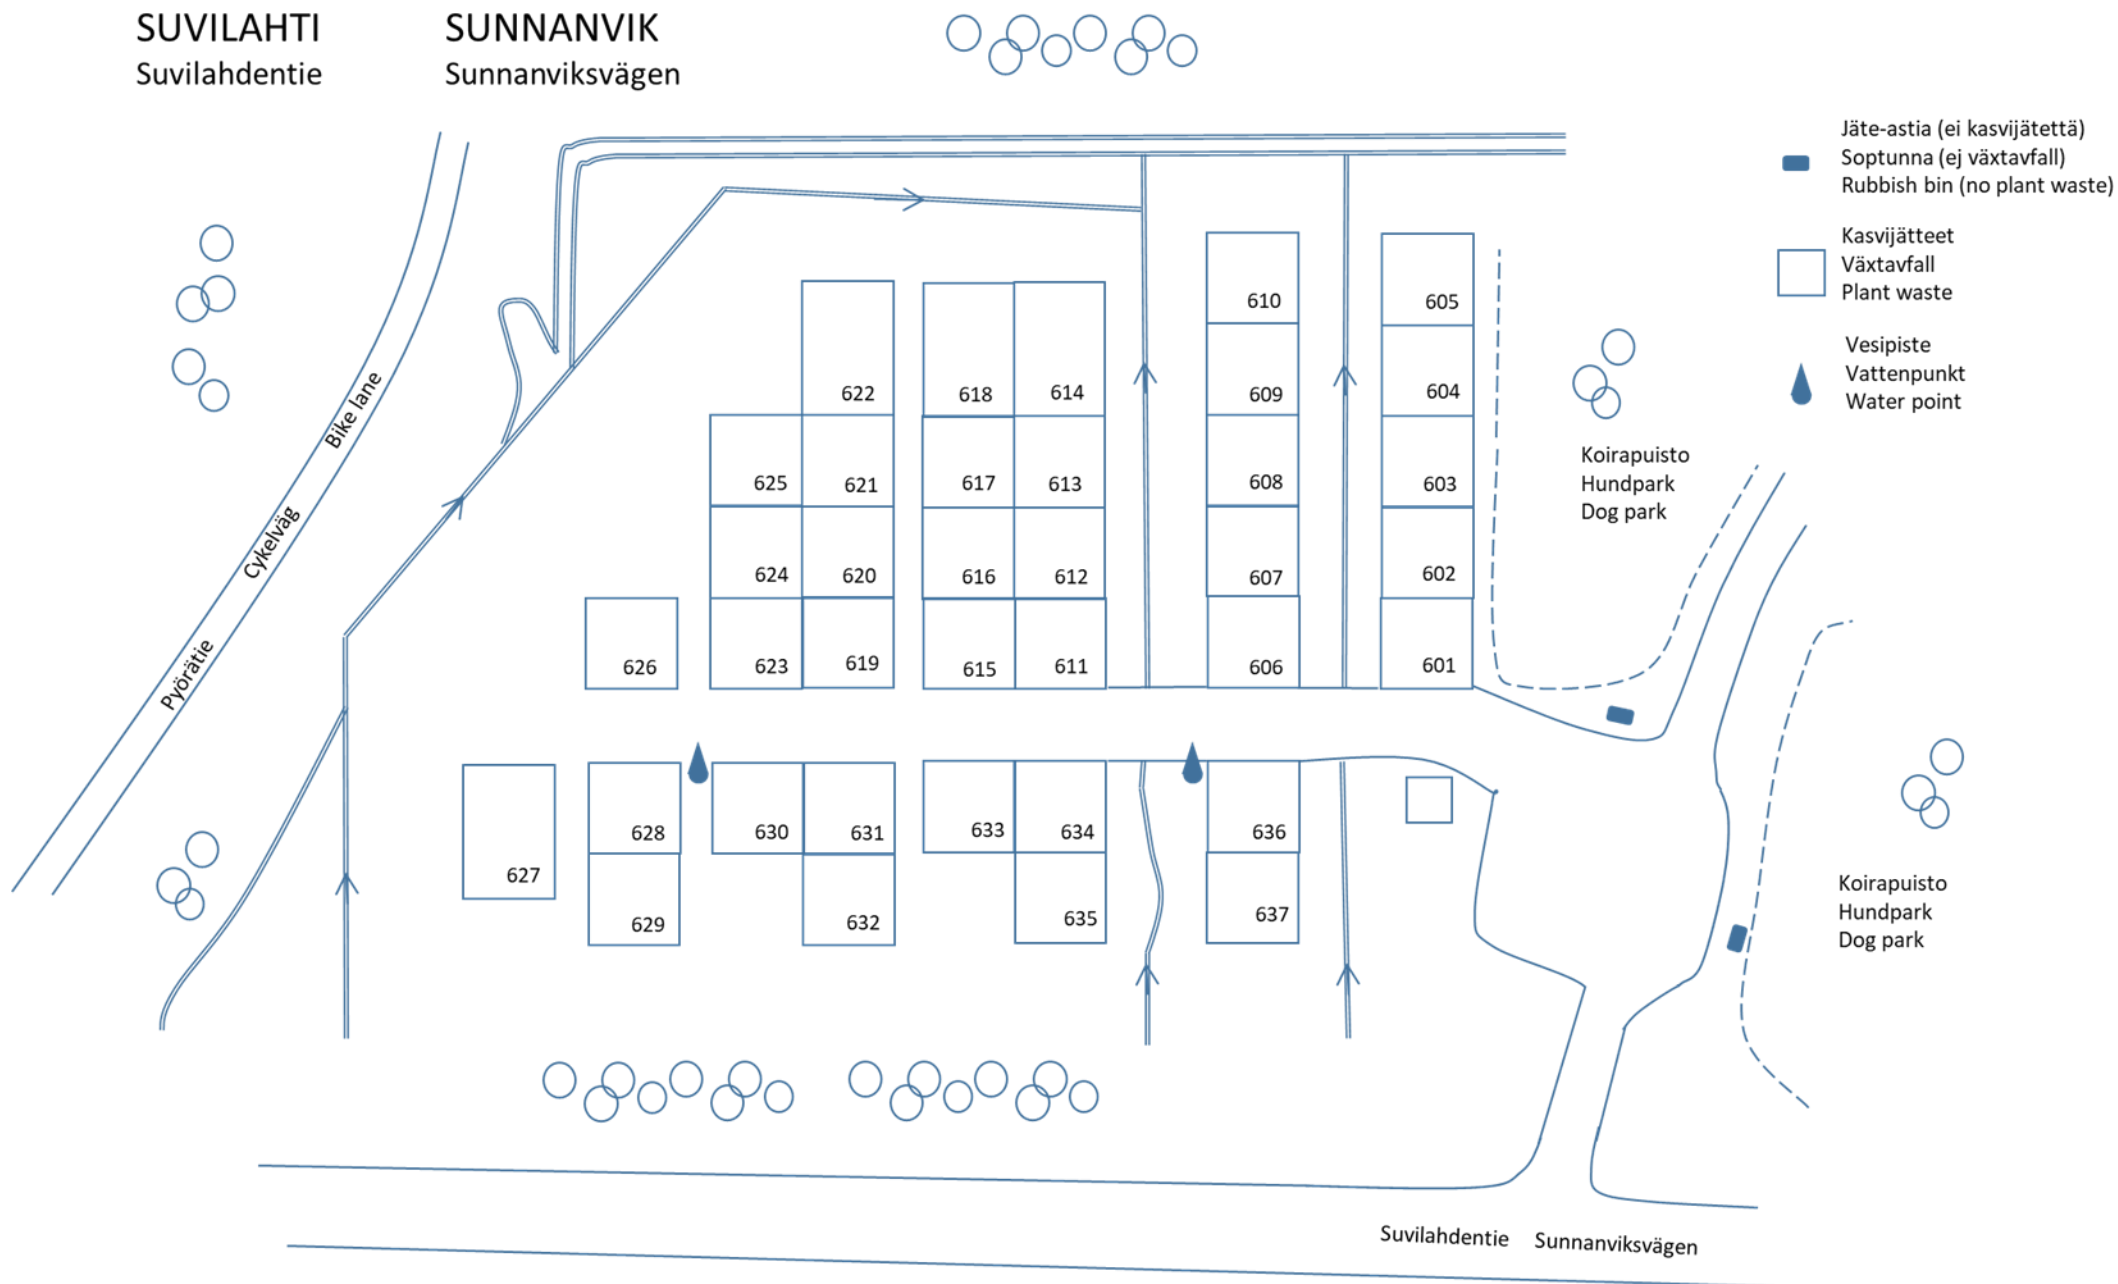 SUVILAHTI
Suvilahdentie
SUNNANVIK
Sunnanviksvägen
Jäte-astia (ei kasvijätettä)
Soptunna (ej växtavfall)
Rubbish bin (no plant waste)
Kasvijätteet
Växtavfall
Plant waste
Vesipiste
Vattenpunkt
Water point
Bike lane
Cykelväg
Pyörätie
Koirapuisto
Hundpark
Dog park
610
605
622
618
614
609
604
625
621
617
613
608
603
624
620
616
612
607
602
626
623
619
615
611
606
601
627
628
630
631
633
634
636
629
632
635
637
Koirapuisto
Hundpark
Dog park
Suvilahdentie Sunnanviksvägen